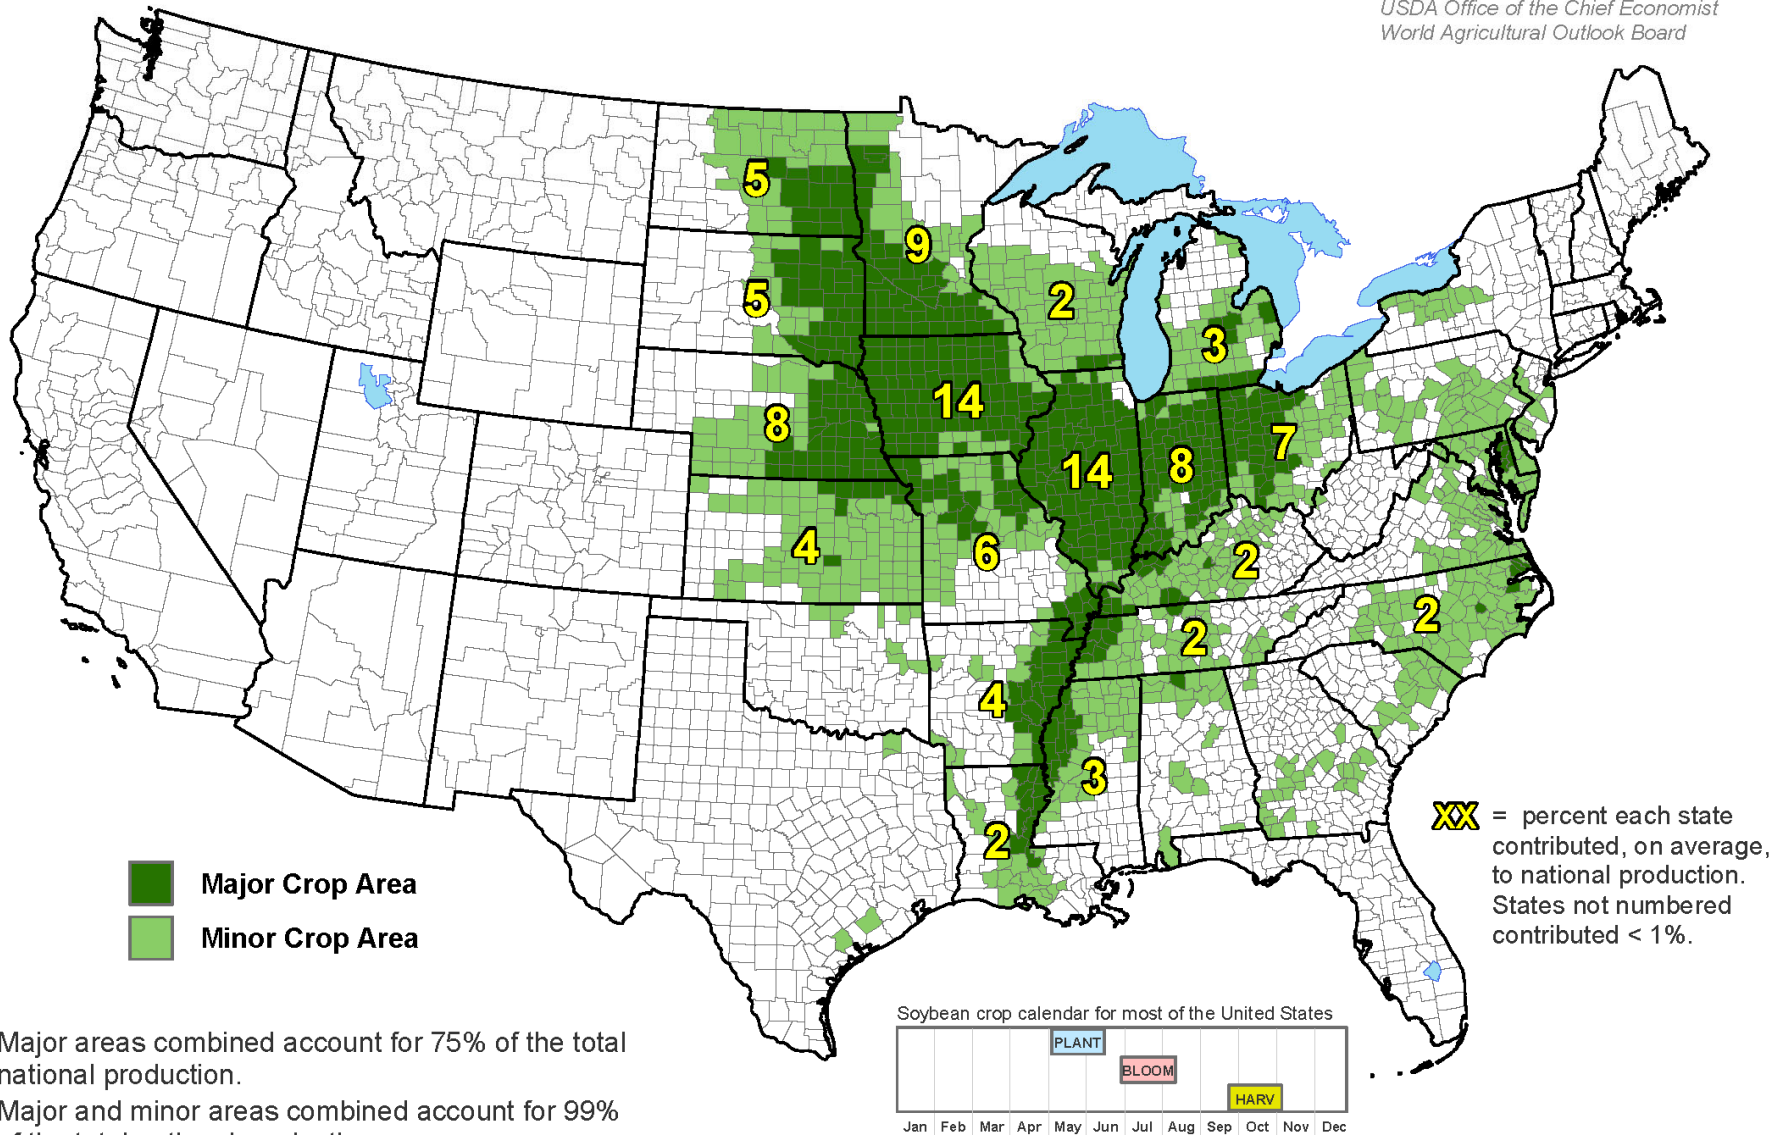 USDA Office of the Chief Economist
World Agricultural Outlook Board
5
9
5
2
3
14
8
14
8
7
4
6
2
2
2
4
3
2
XX = percent each state
contributed, on average,
to national production.
States not numbered
contributed < 1%.
Major Crop Area
Minor Crop Area
Major areas combined account for 75% of the total
national production.
Major and minor areas combined account for 99%
Soybean crop calendar for most of the United States
PLANT
BLOOM
HARV
Jan Feb Mar Apr May Jun Jul Aug Sep Oct Nov Dec